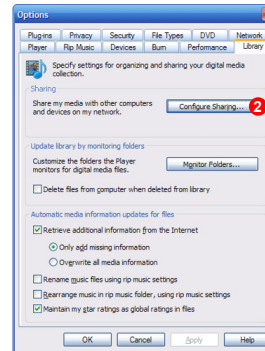 Options
Plug-ins Privacy Security File Types DVD Network
Player Rip Music Devices Burn Performance Library
Specify settings for organizing and sharing your digital media
collection.
Sharing
Share my media with other computers
and devices on my network.
Configure Sharing... 2
Update library by monitoring folders
Customize the folders the Player
monitors for digital media files.
Monitor Folders...
Delete files from computer when deleted from library
Automatic media information updates for files
Retrieve additional information from the Internet
Only add missing information
Overwrite all media information
Rename music files using rip music settings
Rearrange music in rip music folder, using rip music settings
Maintain my star ratings as global ratings in files
OK Cancel Apply Help